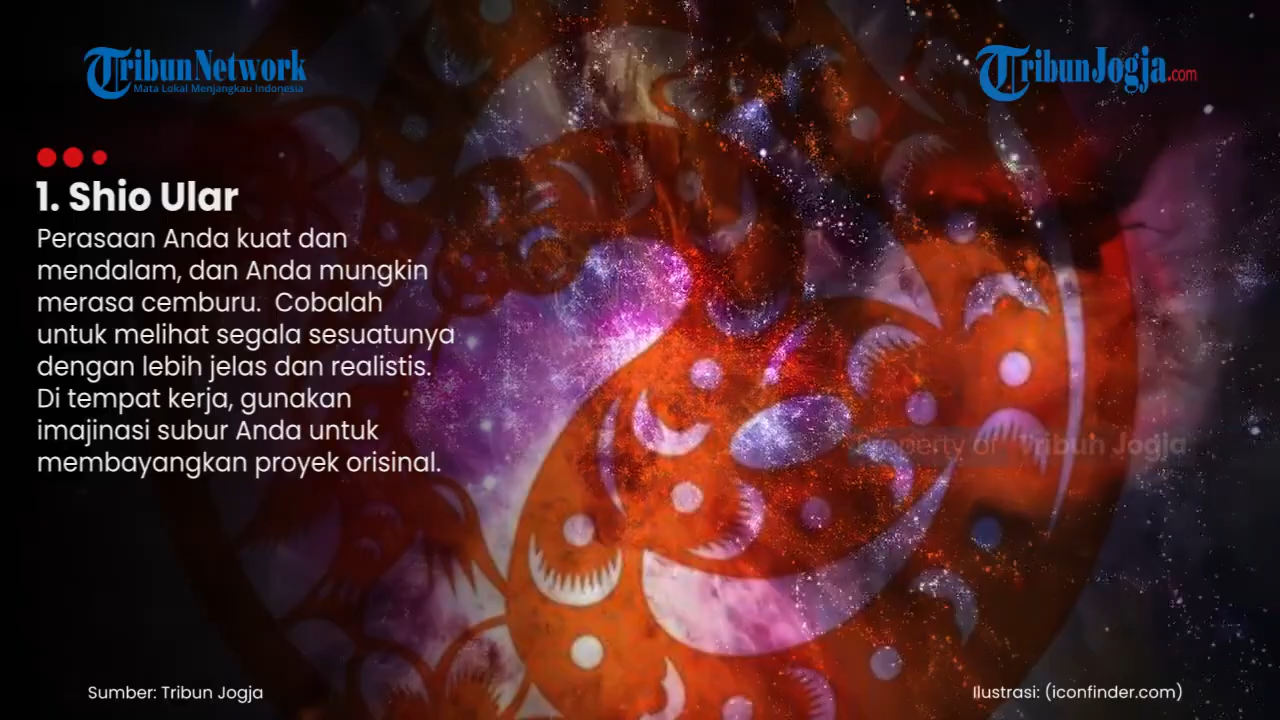 TribunNetwork
Mata Lokal Menjangkau Indonesia
TribunJogja.com
1. Shio Ular
Perasaan Anda kuat dan
mendalam, dan Anda mungkin
merasa cemburu.  Cobalah
untuk melihat segala sesuatunya
dengan lebih jelas dan realistis.
Di tempat kerja, gunakan
imajinasi subur Anda untuk
membayangkan proyek orisinal.
Property of Tribun Jogja
Sumber: Tribun Jogja
Ilustrasi: (iconfinder.com)